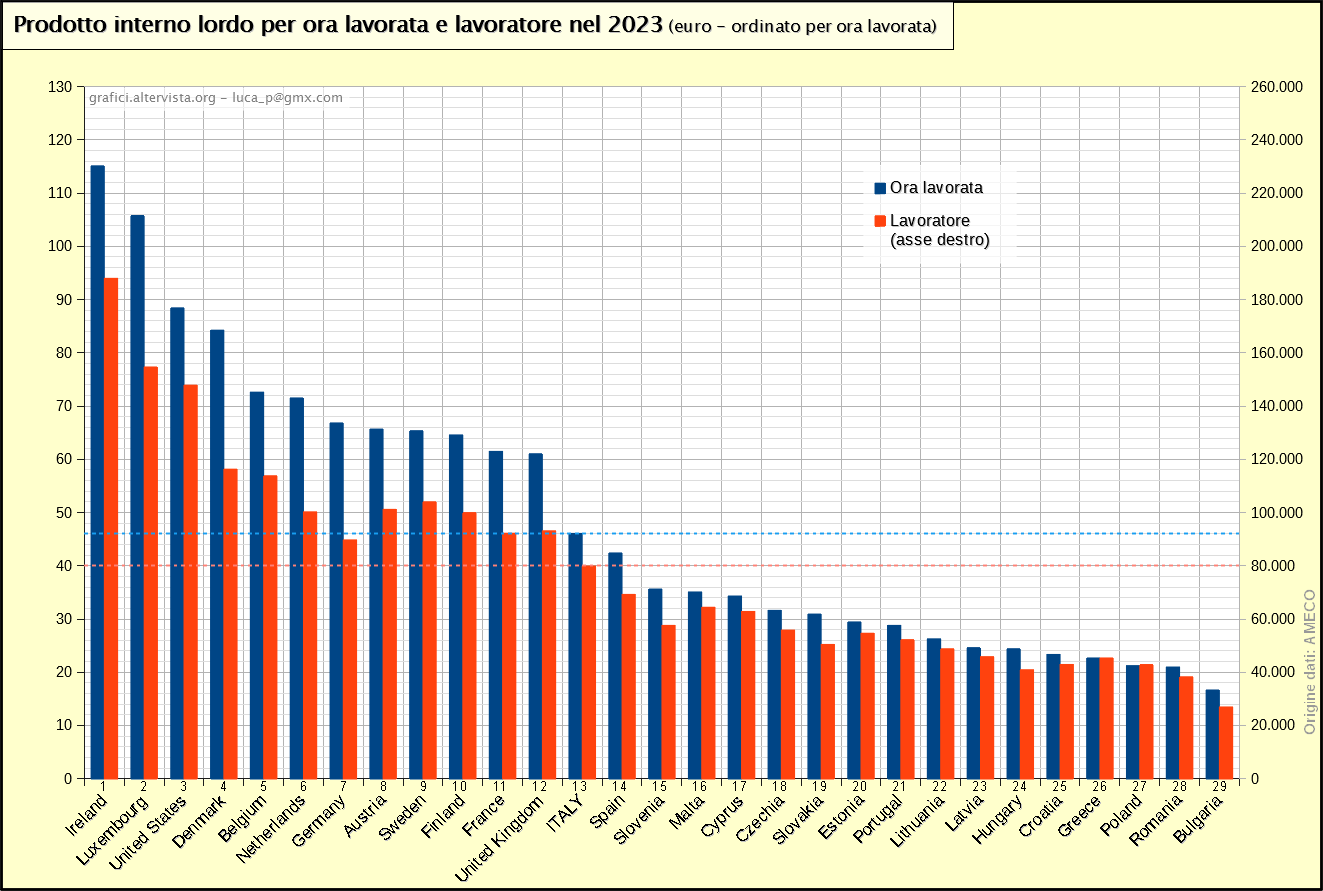 Prodotto interno lordo per ora lavorata e lavoratore nel 2023 (euro – ordinato per ora lavorata)
grafici.altervista.org – luca_p@gmx.com
130
120
110
100
90
80
70
60
50
40
30
20
10
0
Ora lavorata
Lavoratore
(asse destro)
260.000
240.000
220.000
200.000
180.000
160.000
140.000
120.000
100.000
80.000
60.000
40.000
20.000
0
Origine dati: AMECO
1 2 3 4 5 6 7 8 9 10 11 12 13 14 15 16 17 18 19 20 21 22 23 24 25 26 27 28 29
Ireland
Luxembourg
United States
Denmark
Belgium
Netherlands
Germany
Austria
Sweden
Finland
France
United Kingdom
ITALY
Spain
Slovenia
Malta
Cyprus
Czechia
Slovakia
Estonia
Portugal
Lithuania
Latvia
Hungary
Croatia
Greece
Poland
Romania
Bulgaria